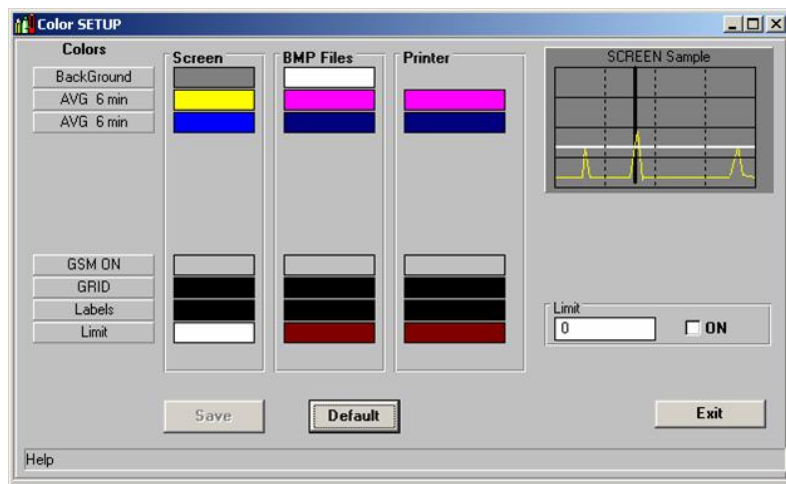 Color SETUP
Colors
Screen
BMP Files
Printer
SCREEN Sample
BackGround
AVG 6 min
AVG 6 min
GSM ON
GRID
Labels
Limit
Limit
0
ON
Save
Default
Exit
Help